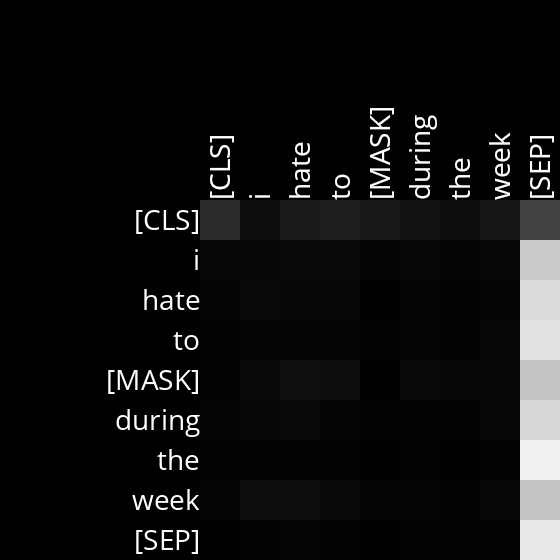 [CLS] i hate to [MASK] during the week [SEP]
[CLS]
i
hate
to
[MASK]
during
the
week
[SEP]